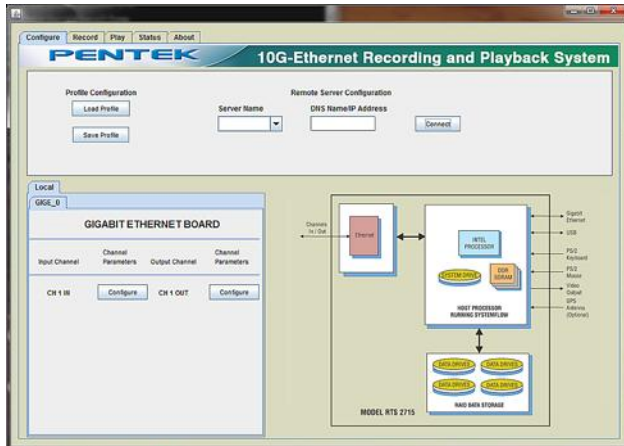 Configure Record Play Status About
PENTEK 10G-Ethernet Recording and Playback System
Profile Configuration
Load Profile
Save Profile
Remote Server Configuration
Server Name
DNS Name/IP Address
Connect
Local
GIGE_0
GIGABIT ETHERNET BOARD
Input Channel
Channel
Parameters
Output Channel
Channel
Parameters
CH 1 IN
Configure
CH 1 OUT
Configure
Channels
In / Out
Ethernet
INTEL
PROCESSOR
SYSTEM DRIVE
DDR
SDRAM
HOST PROCESSOR
RUNNING SYSTEMFLOW
Gigabit
Ethernet
USB
PS/2
Keyboard
PS/2
Mouse
Video
Output
GPS
Antenna
(Optional)
DATA DRIVES
DATA DRIVES
DATA DRIVES
DATA DRIVES
RAID DATA STORAGE
MODEL RTS 2715